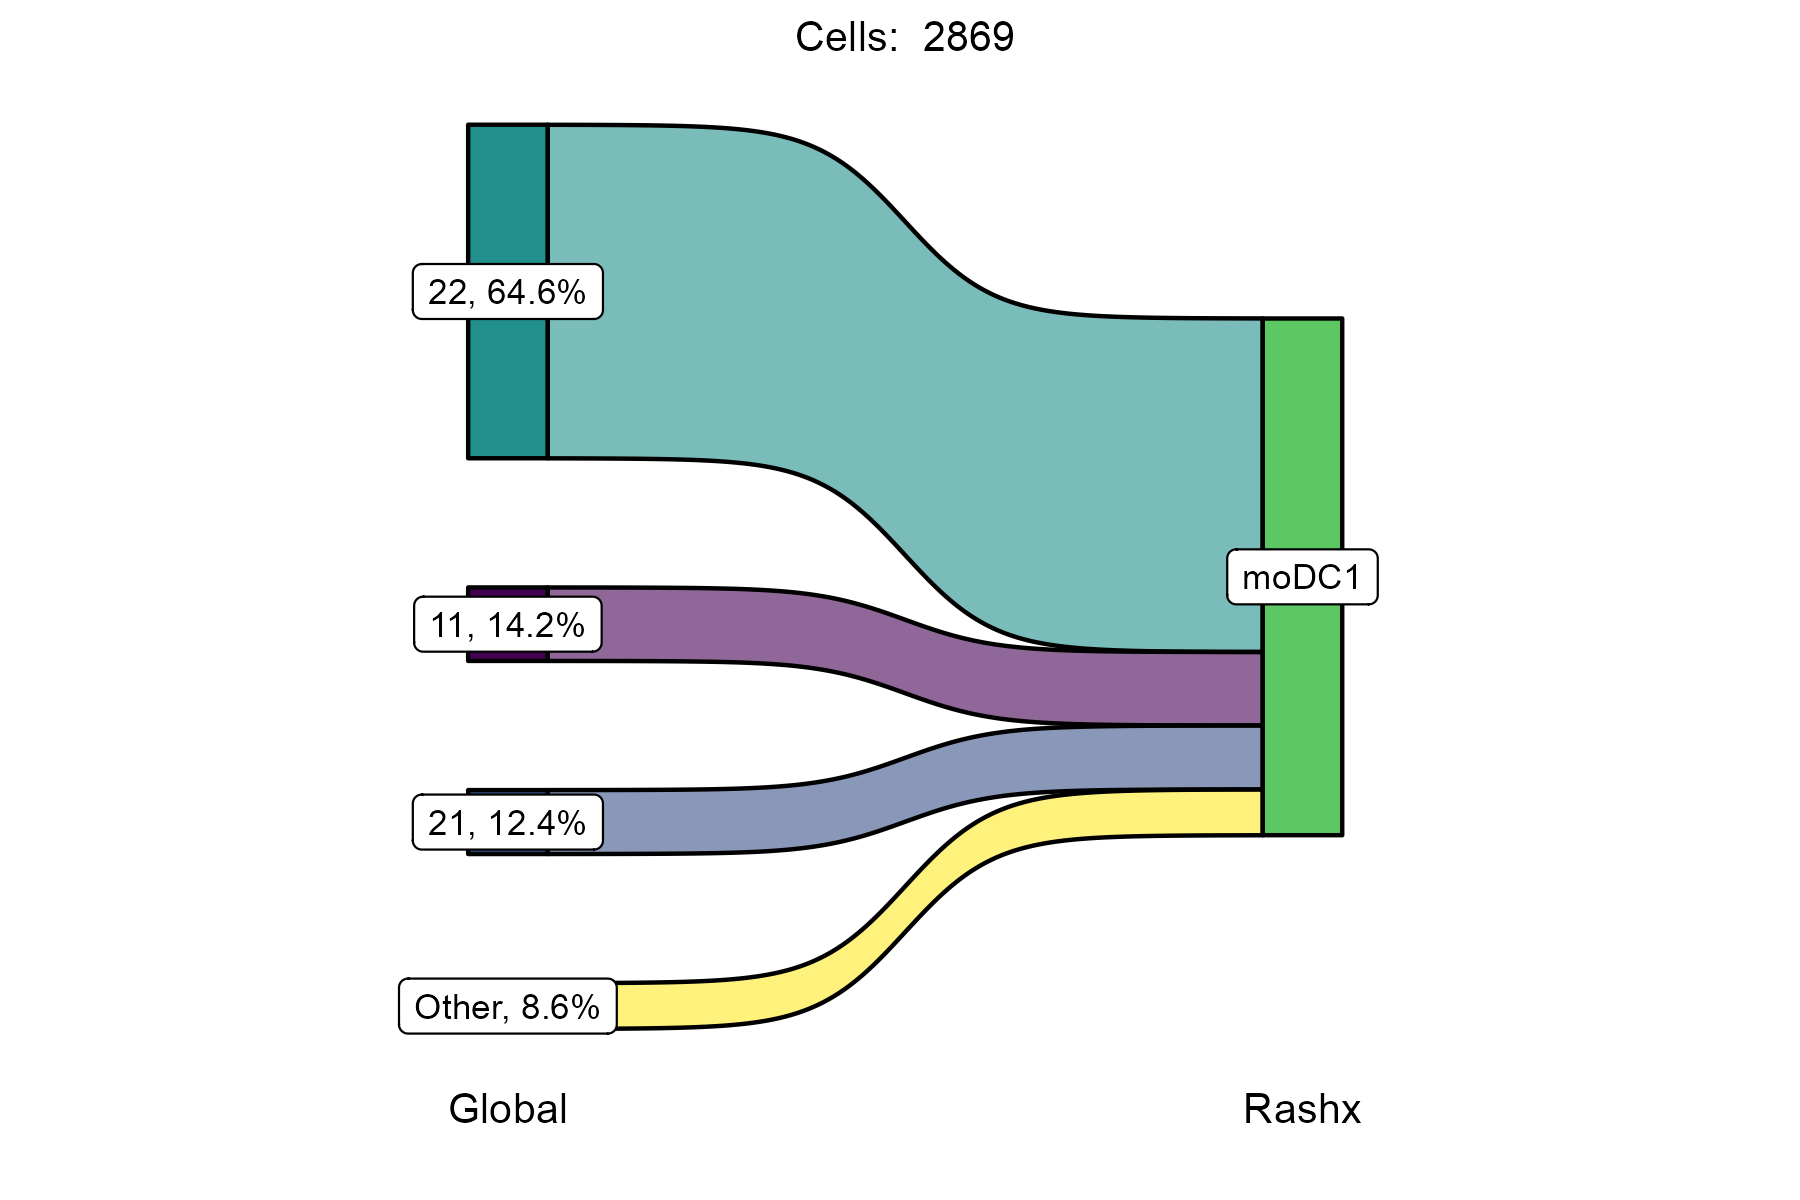 Cells:  2869
22, 64.6%
moDC1
11, 14.2%
21, 12.4%
Other, 8.6%
Global
Rashx